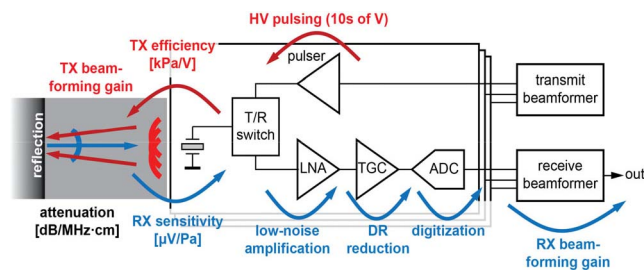 HV pulsing (10s of V)
TX efficiency
[kPa/V]
TX beam-
forming gain
pulser
transmit
beamformer
T/R
switch
reflection
LNA
TGC
ADC
receive
beamformer
out
attenuation
[dB/MHz·cm]
RX sensitivity
[μV/Pa]
low-noise
amplification
DR
reduction
digitization
RX beam-
forming gain